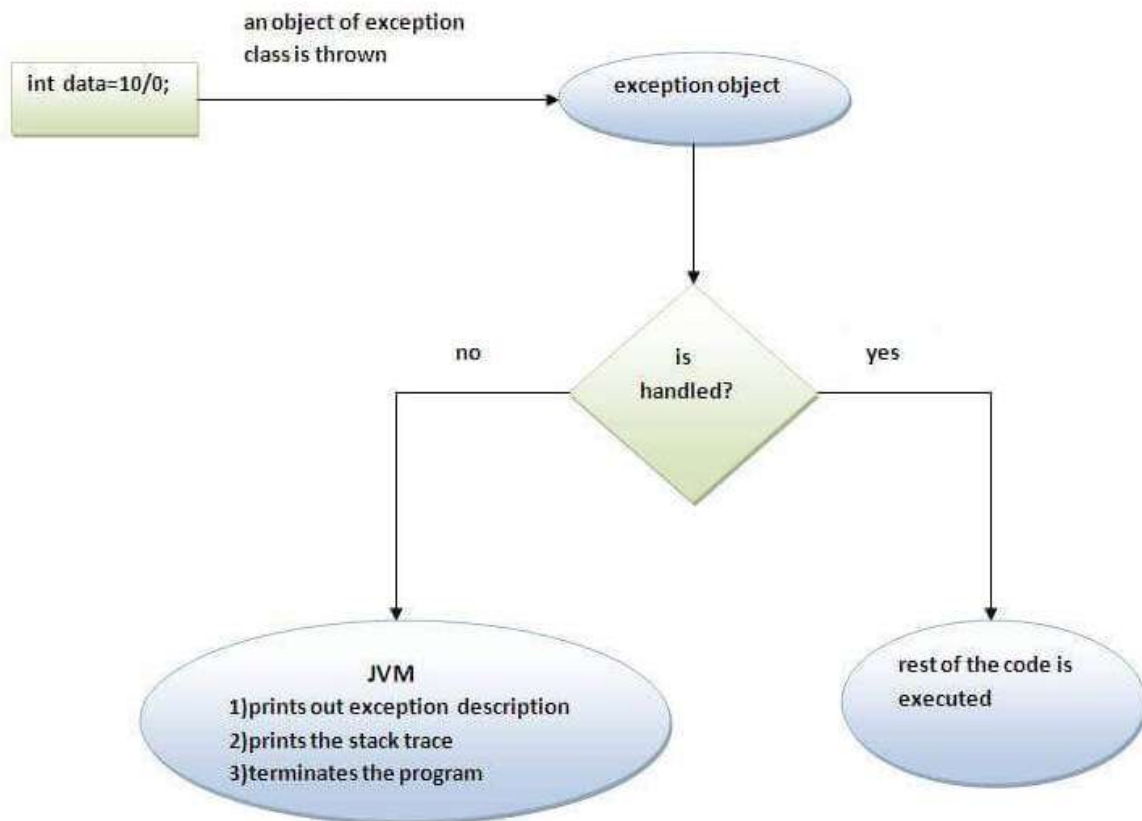 an object of exception
class is thrown
int data=10/0;
exception object
no
is
handled?
yes
JVM
1)prints out exception description
2)prints the stack trace
3)terminates the program
rest of the code is
executed